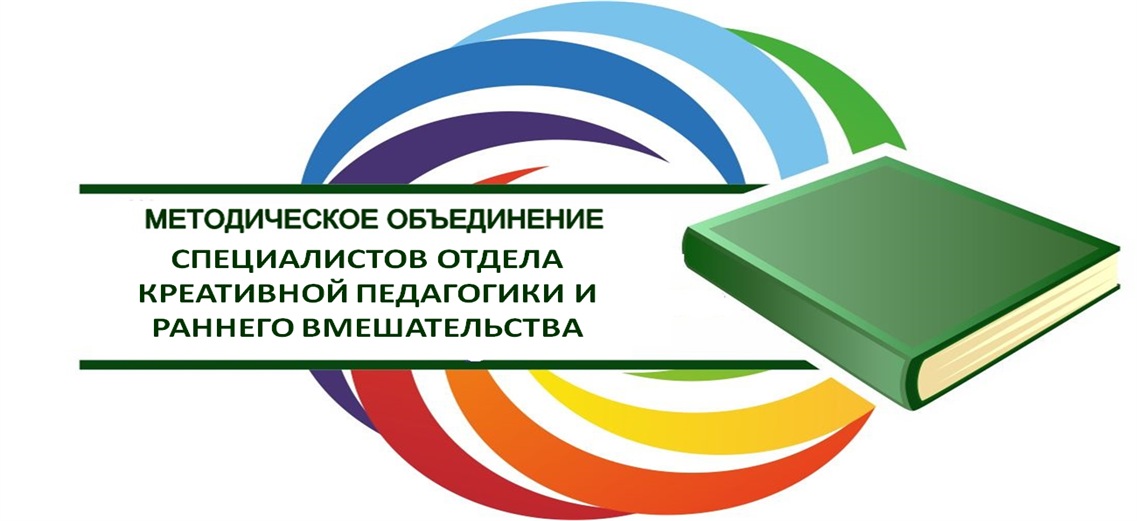 МЕТОДИЧЕСКОЕ ОБЪЕДИНЕНИЕ
СПЕЦИАЛИСТОВ ОТДЕЛА
КРЕАТИВНОЙ ПЕДАГОГИКИ И
РАННЕГО ВМЕШАТЕЛЬСТВА